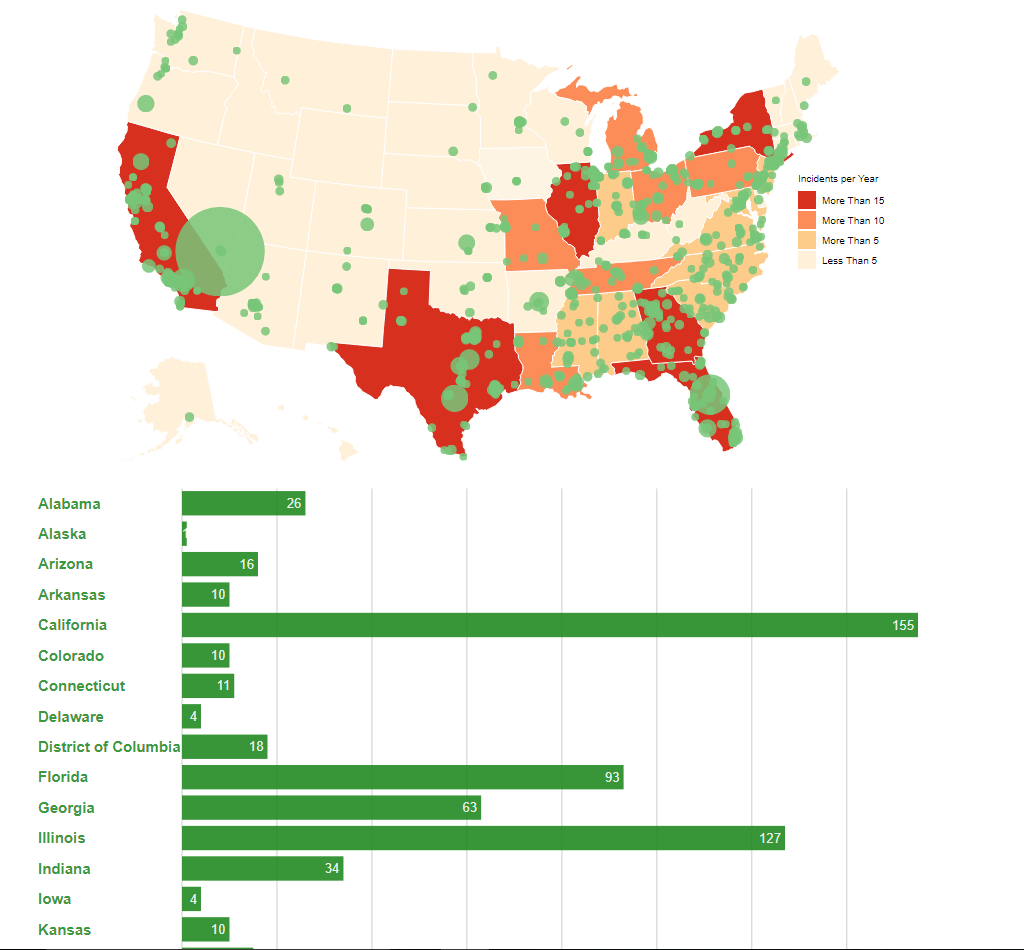 Incidents per Year
More Than 15
More Than 10
More Than 5
Less Than 5
Alabama 26
Alaska
Arizona 16
Arkansas 10
California 155
Colorado 10
Connecticut 11
Delaware 4
District of Columbia 18
Florida 93
Georgia 63
Illinois 127
Indiana 34
Iowa 4
Kansas 10